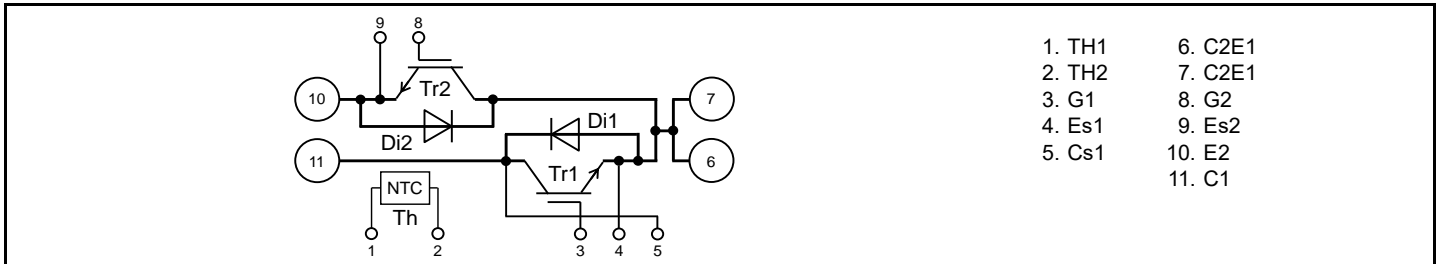 9 8
10
Tr2
7
Di2
Di1
11
Tr1
6
NTC
Th
1 2 3 4 5
1. TH1
2. TH2
3. G1
4. Es1
5. Cs1
6. C2E1
7. C2E1
8. G2
9. Es2
10. E2
11. C1